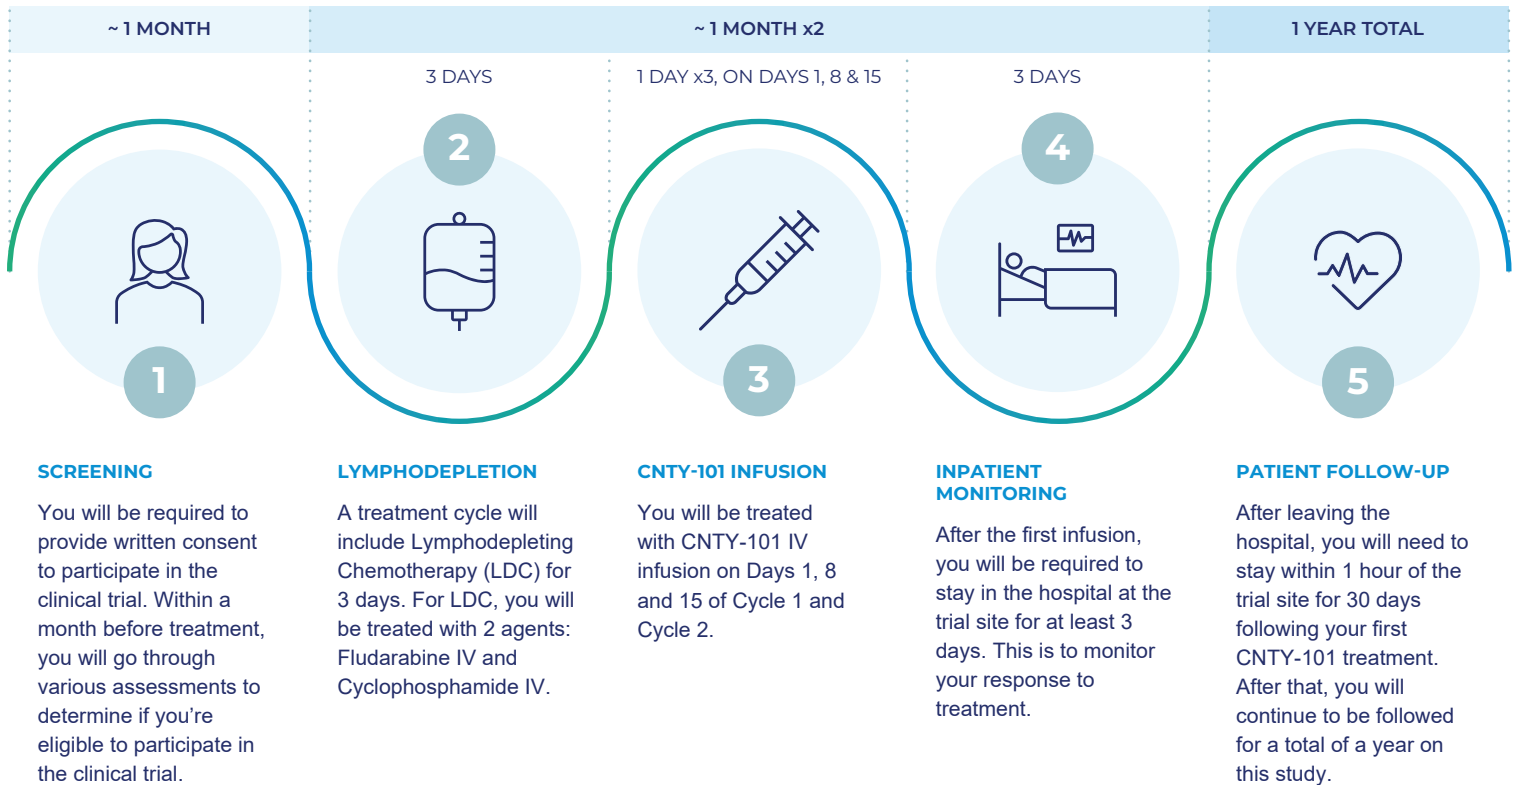 ~ 1 MONTH
~ 1 MONTH x2
1 YEAR TOTAL
3 DAYS
1 DAY x3, ON DAYS 1, 8 & 15
3 DAYS
1
2
3
4
5
SCREENING
You will be required to
provide written consent
to participate in the
clinical trial. Within a
month before treatment,
you will go through
various assessments to
determine if you’re
eligible to participate in
the clinical trial.
LYMPHODEPLETION
A treatment cycle will
include Lymphodepleting
Chemotherapy (LDC) for
3 days. For LDC, you will
be treated with 2 agents:
Fludarabine IV and
Cyclophosphamide IV.
CNTY-101 INFUSION
You will be treated
with CNTY-101 IV
infusion on Days 1, 8
and 15 of Cycle 1 and
Cycle 2.
INPATIENT
MONITORING
After the first infusion,
you will be required to
stay in the hospital at the
trial site for at least 3
days. This is to monitor
your response to
treatment.
PATIENT FOLLOW-UP
After leaving the
hospital, you will need to
stay within 1 hour of the
trial site for 30 days
following your first
CNTY-101 treatment.
After that, you will
continue to be followed
for a total of a year on
this study.